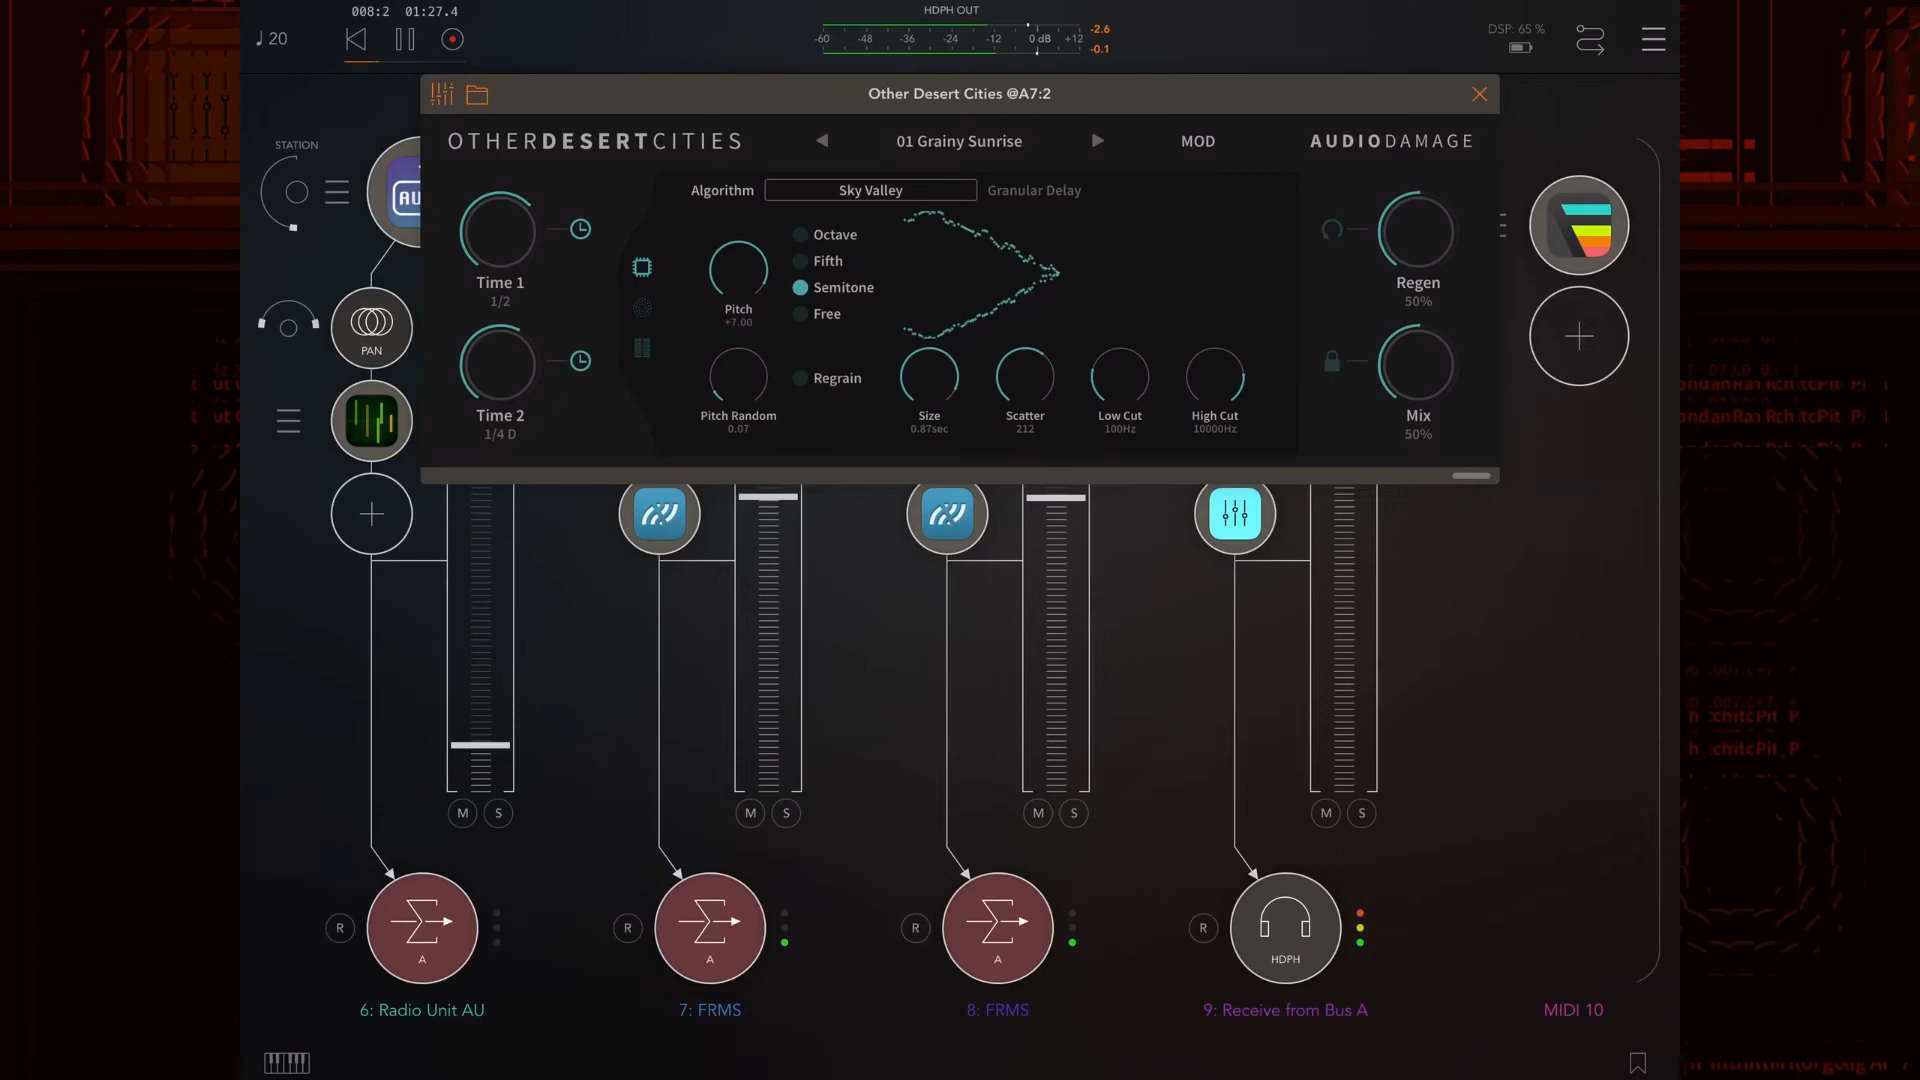 008:2 01:27.4
HDPH OUT
♩20
-60 -48 -36 -24 -12 0 dB +12
-2.6
-0.1
DSP: 65 %
Other Desert Cities @A7:2
OTHERDESERTCITIES
01 Grainy Sunrise
MOD
AUDIODAMAGE
STATION
AU
PAN
Algorithm
Sky Valley
Granular Delay
Time 1
1/2
Time 2
1/4 D
Pitch
+7.00
Octave
Fifth
Semitone
Free
Pitch Random
0.07
Regrain
Size
0.87sec
Scatter
212
Low Cut
100Hz
High Cut
10000Hz
Regen
50%
Mix
50%
M S
M S
M S
M S
R
A
R
A
R
A
R
HDPH
6: Radio Unit AU
7: FRMS
8: FRMS
9: Receive from Bus A
MIDI 10